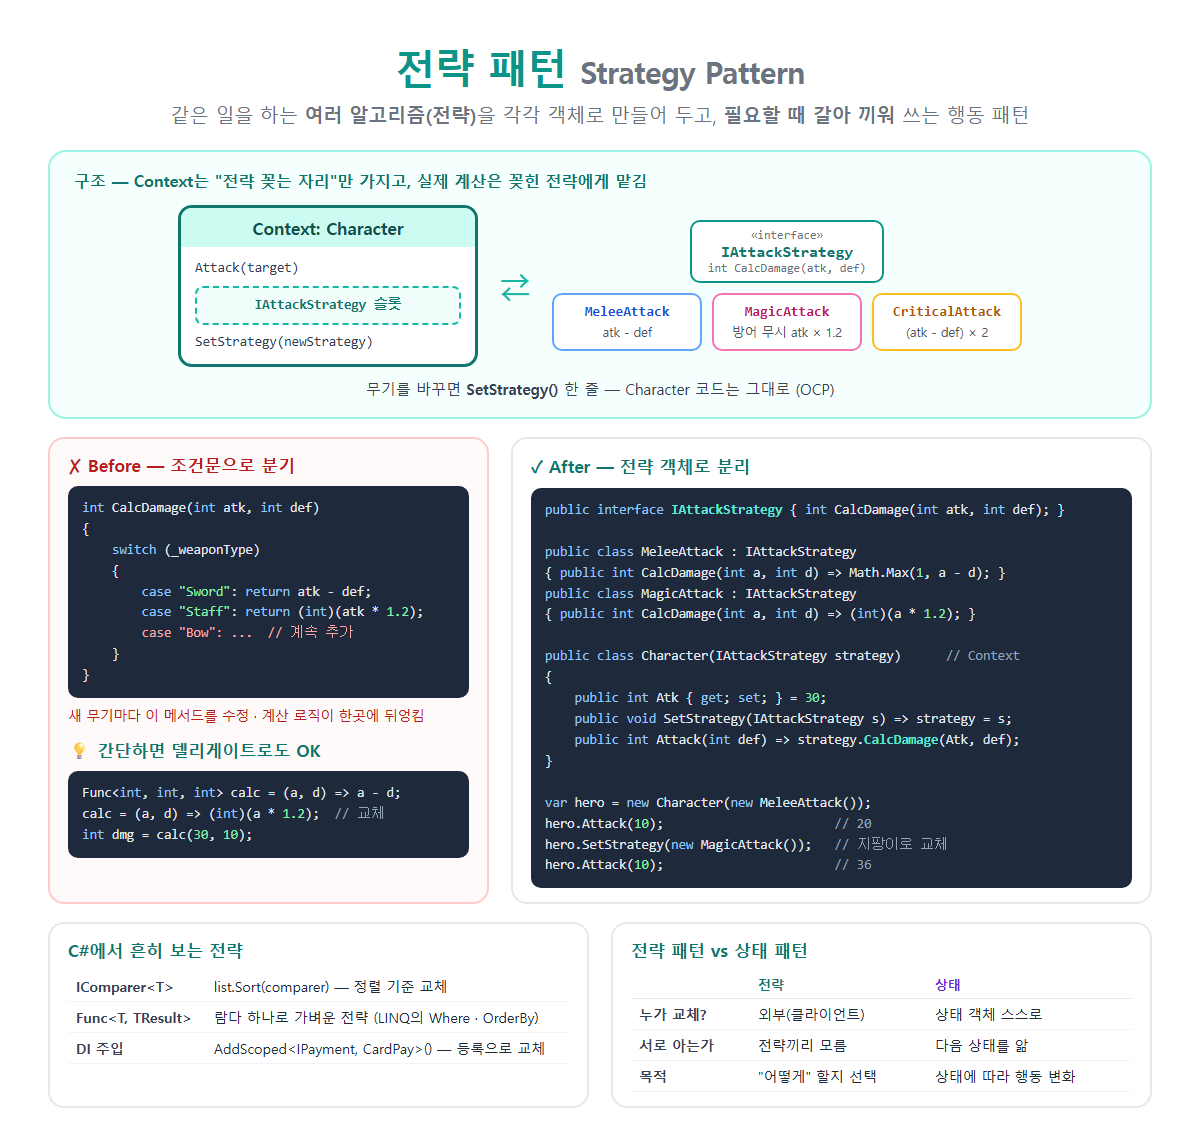 전략 패턴 Strategy Pattern
같은 일을 하는 여러 알고리즘(전략)을 각각 객체로 만들어 두고, 필요할 때 갈아 끼워 쓰는 행동 패턴
구조 — Context는 "전략 꽂는 자리"만 가지고, 실제 계산은 꽂힌 전략에게 맡김
Context: Character
Attack(target)
IAttackStrategy 슬롯
SetStrategy(newStrategy)
⇄
«interface»
IAttackStrategy
int CalcDamage(atk, def)
MeleeAttack
atk - def
MagicAttack
방어 무시 atk × 1.2
CriticalAttack
(atk - def) × 2
무기를 바꾸면 SetStrategy() 한 줄 — Character 코드는 그대로 (OCP)
✗ Before — 조건문으로 분기
int CalcDamage(int atk, int def)
{
    switch (_weaponType)
    {
        case "Sword": return atk - def;
        case "Staff": return (int)(atk * 1.2);
        case "Bow": ...  // 계속 추가
    }
}
새 무기마다 이 메서드를 수정 · 계산 로직이 한곳에 뒤엉킴
💡 간단하면 델리게이트로도 OK
Func<int, int, int> calc = (a, d) => a - d;
calc = (a, d) => (int)(a * 1.2);  // 교체
int dmg = calc(30, 10);
✓ After — 전략 객체로 분리
public interface IAttackStrategy { int CalcDamage(int atk, int def); }
public class MeleeAttack : IAttackStrategy
{ public int CalcDamage(int a, int d) => Math.Max(1, a - d); }
public class MagicAttack : IAttackStrategy
{ public int CalcDamage(int a, int d) => (int)(a * 1.2); }
public class Character(IAttackStrategy strategy)      // Context
{
    public int Atk { get; set; } = 30;
    public void SetStrategy(IAttackStrategy s) => strategy = s;
    public int Attack(int def) => strategy.CalcDamage(Atk, def);
}
var hero = new Character(new MeleeAttack());
hero.Attack(10);                       // 20
hero.SetStrategy(new MagicAttack());   // 지팡이로 교체
hero.Attack(10);                       // 36
C#에서 흔히 보는 전략
IComparer<T> list.Sort(comparer) — 정렬 기준 교체
Func<T, TResult> 람다 하나로 가벼운 전략 (LINQ의 Where · OrderBy)
DI 주입 AddScoped<IPayment, CardPay>() — 등록으로 교체
전략 패턴 vs 상태 패턴
전략 상태
누가 교체? 외부(클라이언트) 상태 객체 스스로
서로 아는가 전략끼리 모름 다음 상태를 앎
목적 "어떻게" 할지 선택 상태에 따라 행동 변화